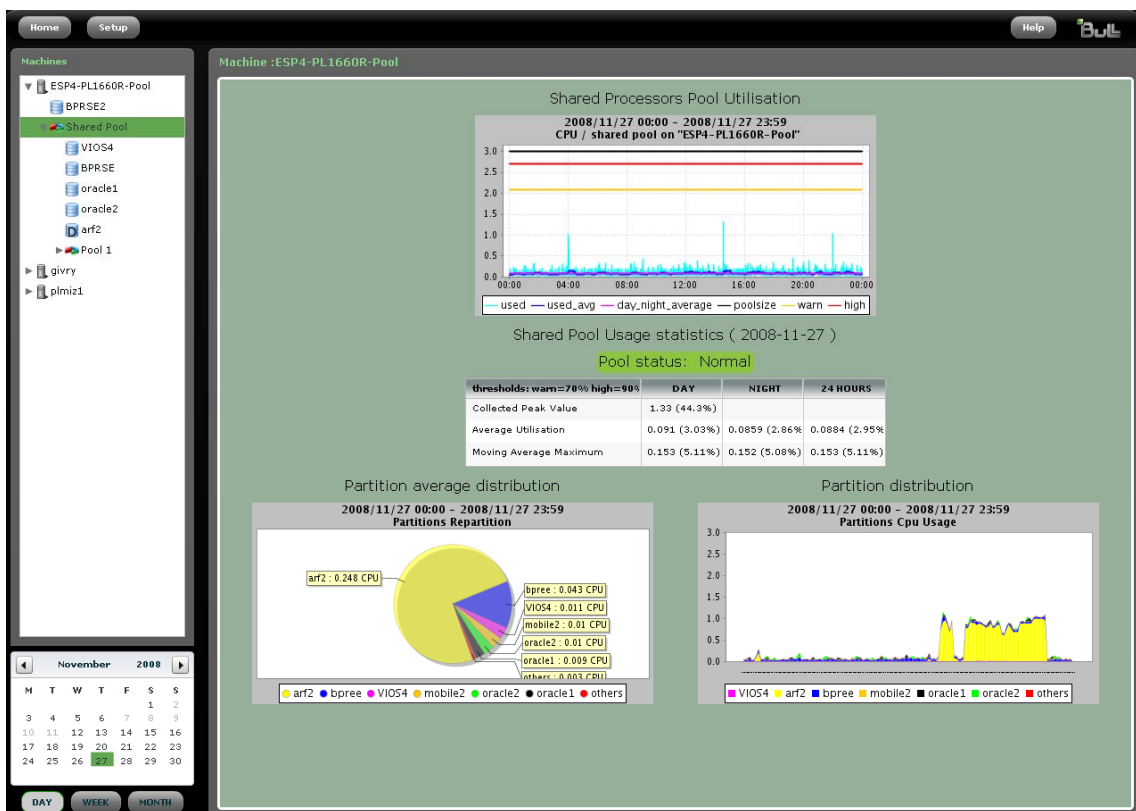 Home Setup Help Bull
Machines
ESP4-PL1660R-Pool
BPRSE2
Shared Pool
VIOS4
BPRSE
oracle1
oracle2
D arf2
Pool 1
givry
plmiz1
November 2008
M T W T F S S
1 2
3 4 5 6 7 8 9
10 11 12 13 14 15 16
17 18 19 20 21 22 23
24 25 26 27 28 29 30
DAY WEEK MONTH
Machine :ESP4-PL1660R-Pool
Shared Processors Pool Utilisation
2008/11/27 00:00 - 2008/11/27 23:59
CPU / shared pool on "ESP4-PL1660R-Pool"
3.0
2.5
2.0
1.5
1.0
0.5
0.0
00:00 04:00 08:00 12:00 16:00 20:00 00:00
used used_avg day_night_average poolsize warn high
Shared Pool Usage statistics ( 2008-11-27 )
Pool status: Normal
thresholds: warn=70% high=90% DAY NIGHT 24 HOURS
Collected Peak Value 1.33 (44.3%)
Average Utilisation 0.091 (3.03%) 0.0859 (2.86% 0.0884 (2.95%
Moving Average Maximum 0.153 (5.11%) 0.152 (5.08%) 0.153 (5.11%)
Partition average distribution
2008/11/27 00:00 - 2008/11/27 23:59
Partitions Repartition
arf2 : 0.248 CPU
bpree : 0.043 CPU
VIOS4 : 0.011 CPU
mobile2 : 0.01 CPU
oracle2 : 0.01 CPU
oracle1 : 0.009 CPU
others : 0.003 CPU
arf2 bpree VIOS4 mobile2 oracle2 oracle1 others
Partition distribution
2008/11/27 00:00 - 2008/11/27 23:59
Partitions Cpu Usage
3.0
2.5
2.0
1.5
1.0
0.5
0.0
VIOS4 arf2 bpree mobile2 oracle1 oracle2 others